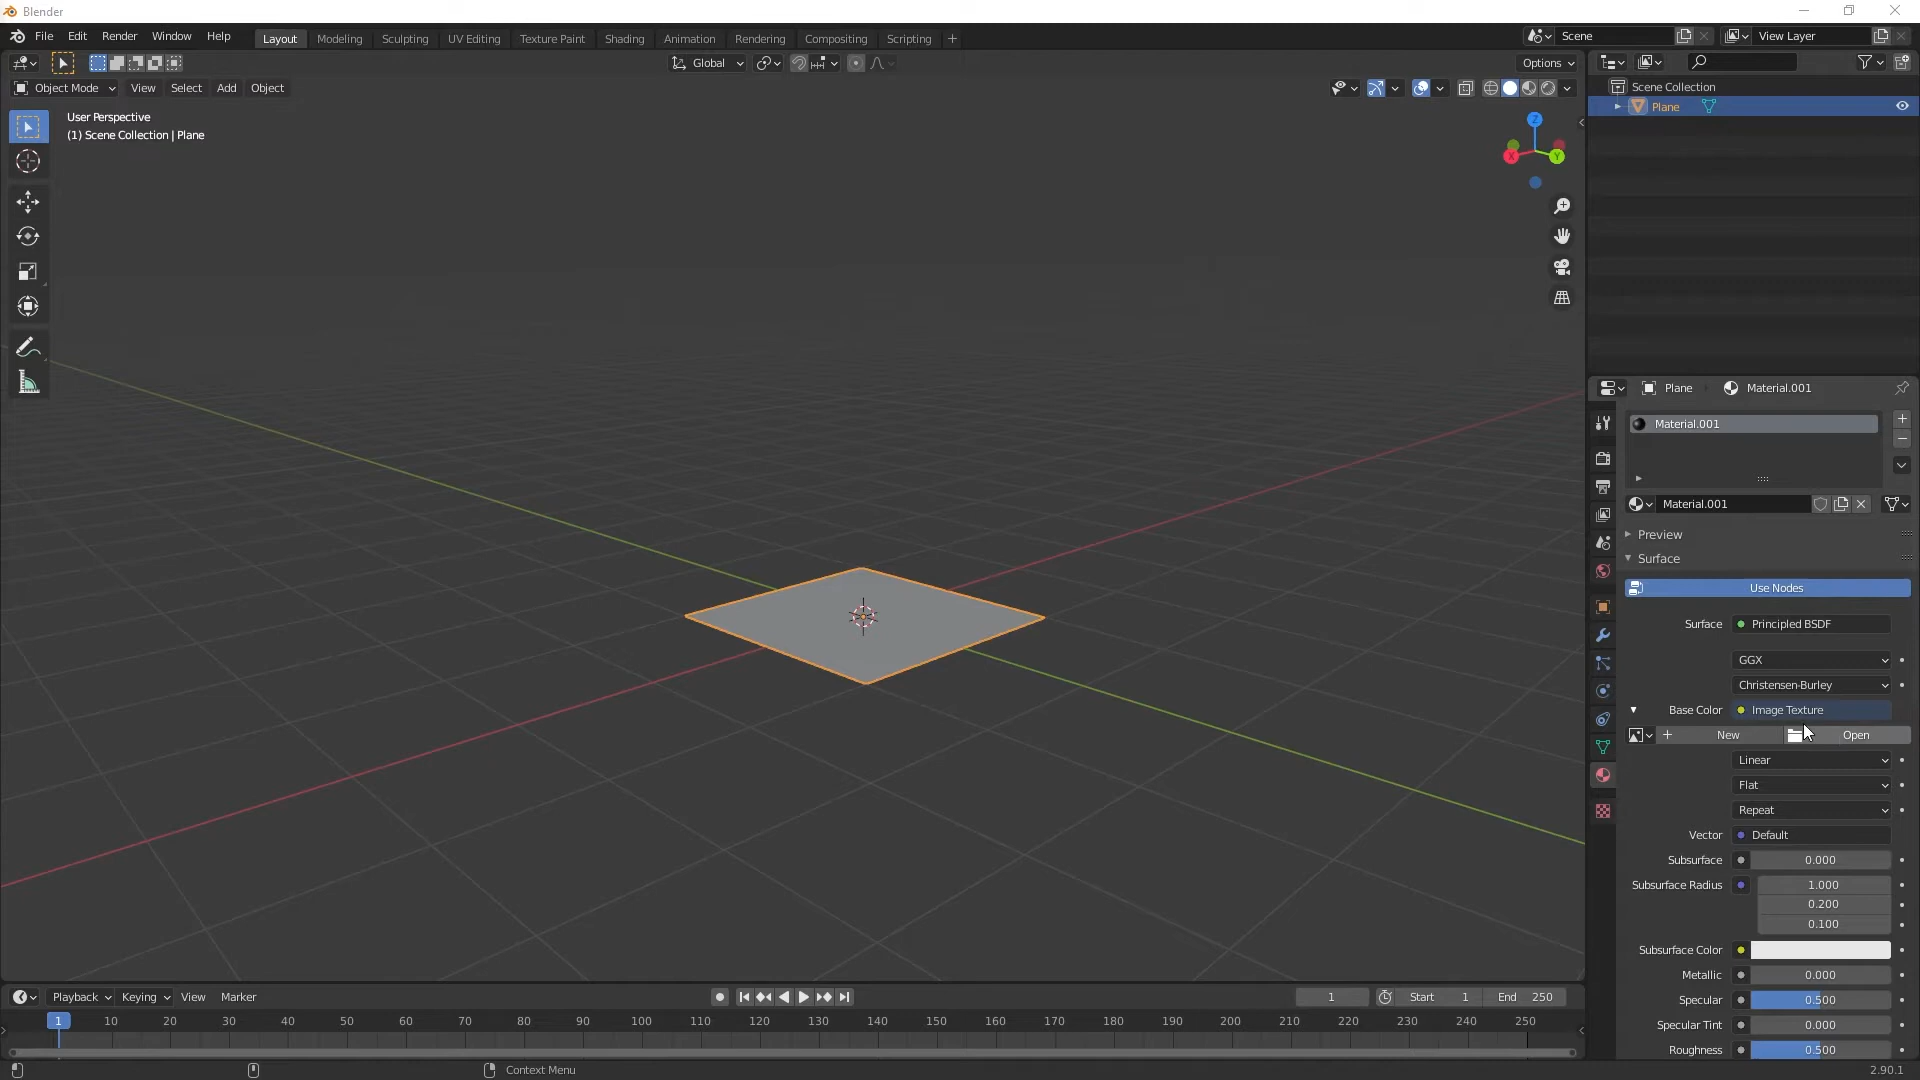 Blender
File Edit Render Window Help
Layout Modeling Sculpting UV Editing Texture Paint Shading Animation Rendering Compositing Scripting +
Scene
View Layer
Global
Options
Object Mode View Select Add Object
User Perspective
(1) Scene Collection | Plane
Z
X
Y
Scene Collection
Plane
Plane Material.001
Material.001
Material.001
Preview
Surface
Use Nodes
Surface Principled BSDF
GGX
Christensen-Burley
Base Color Image Texture
New Open
Linear
Flat
Repeat
Vector Default
Subsurface 0.000
Subsurface Radius 1.000
0.200
0.100
Subsurface Color
Metallic 0.000
Specular 0.500
Specular Tint 0.000
Roughness 0.500
Playback Keying View Marker
1 Start 1 End 250
1 10 20 30 40 50 60 70 80 90 100 110 120 130 140 150 160 170 180 190 200 210 220 230 240 250
Context Menu
2.90.1